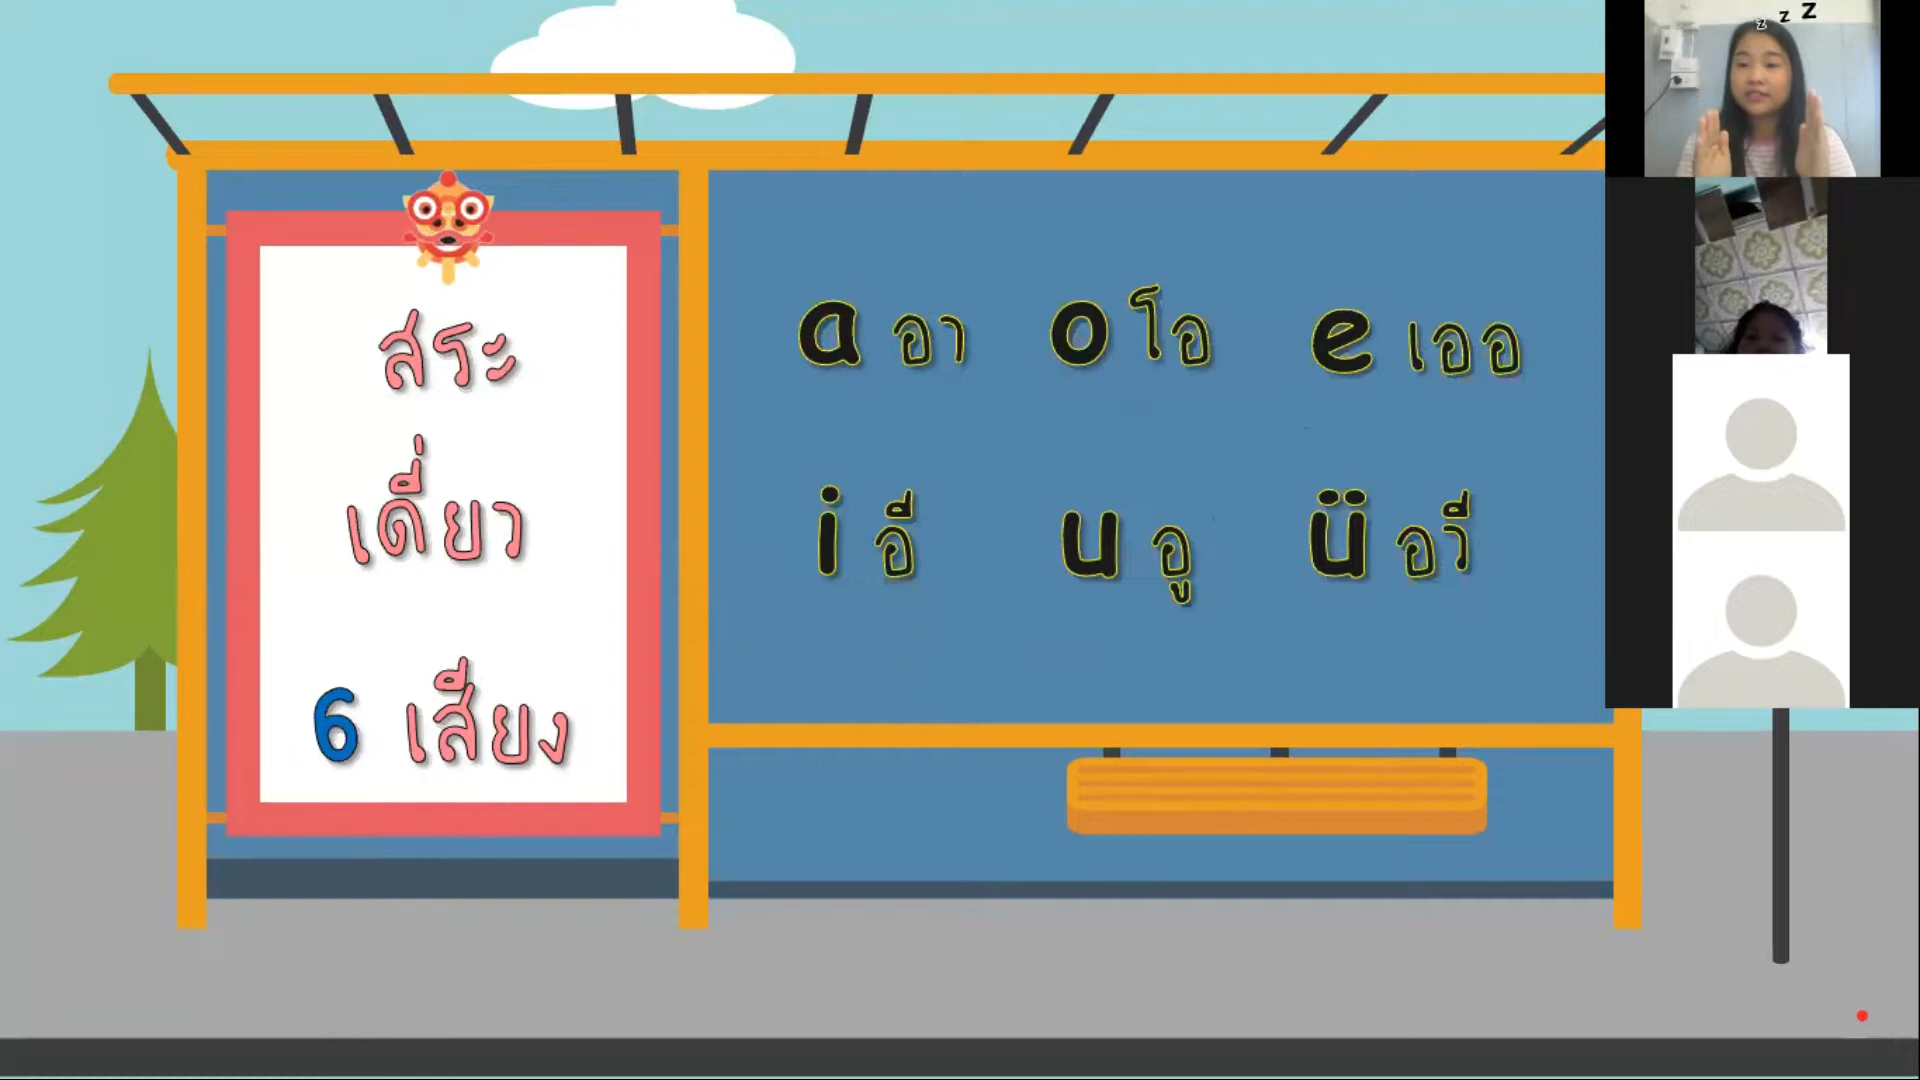 สระ
เดี่ยว
6 เสียง
a อา o โอ e เออ
i อี u อู ü อวี
z z z